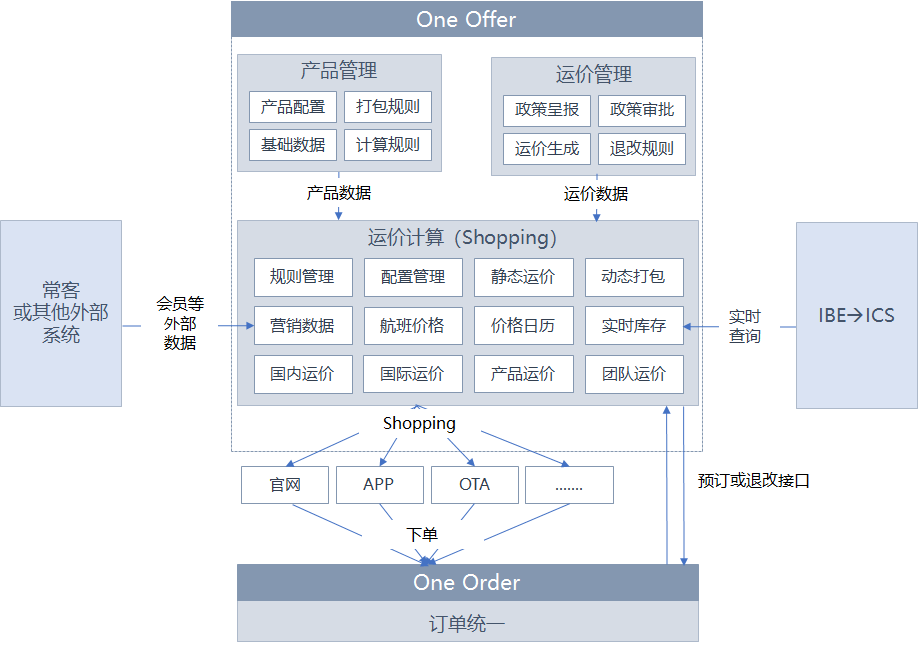 One Offer
产品管理
产品配置
打包规则
基础数据
计算规则
运价管理
政策呈报
政策审批
运价生成
退改规则
产品数据
运价数据
运价计算（Shopping）
规则管理
配置管理
静态运价
动态打包
营销数据
航班价格
价格日历
实时库存
国内运价
国际运价
产品运价
团队运价
常客
或其他外部
系统
会员等
外部
数据
实时
查询
IBE→ICS
Shopping
官网
APP
OTA
.......
预订或退改接口
下单
One Order
订单统一